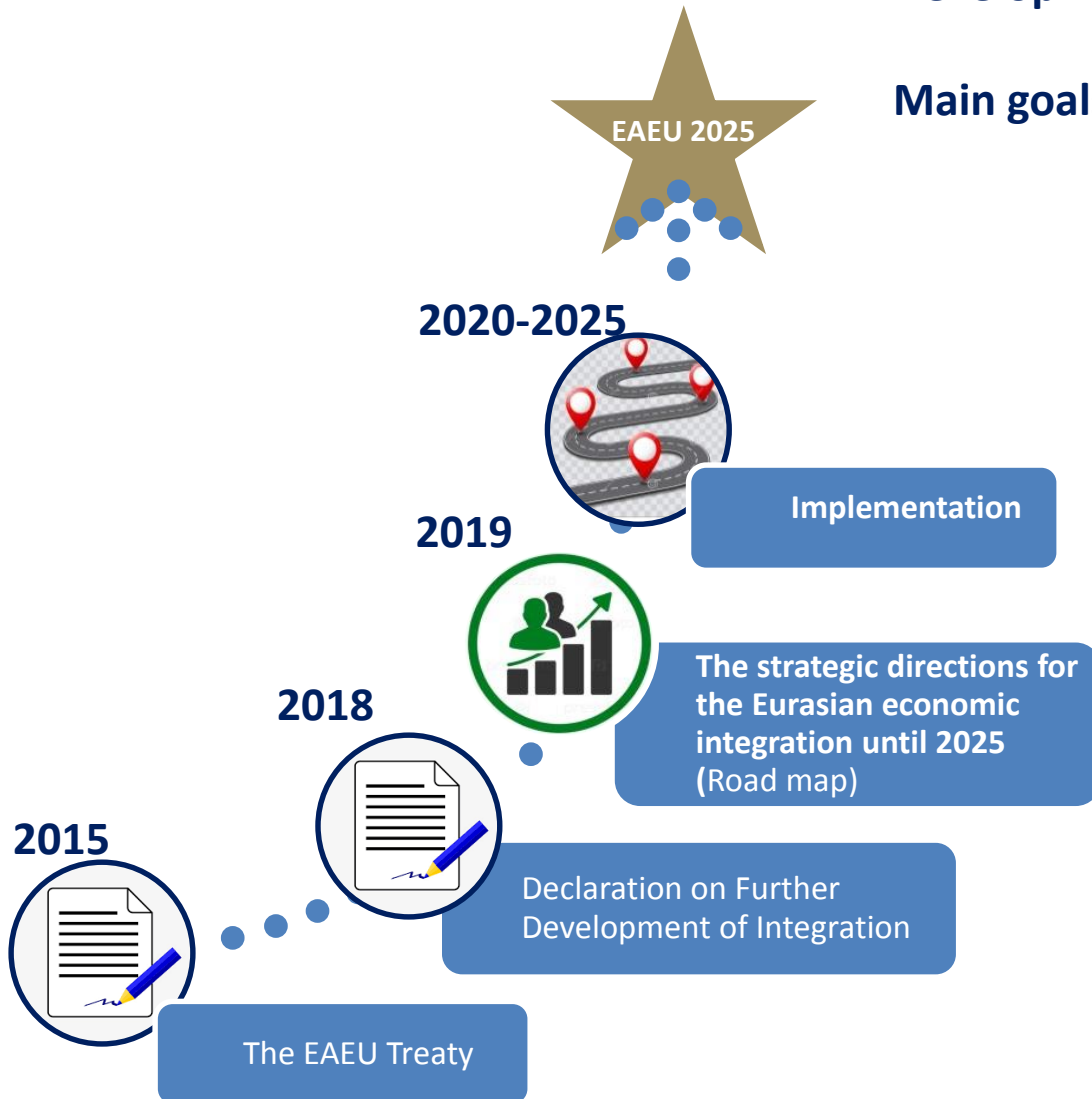 Main goal
EAEU 2025
2020-2025
Implementation
2019
The strategic directions for
the Eurasian economic
integration until 2025
(Road map)
2018
Declaration on Further
Development of Integration
2015
The EAEU Treaty